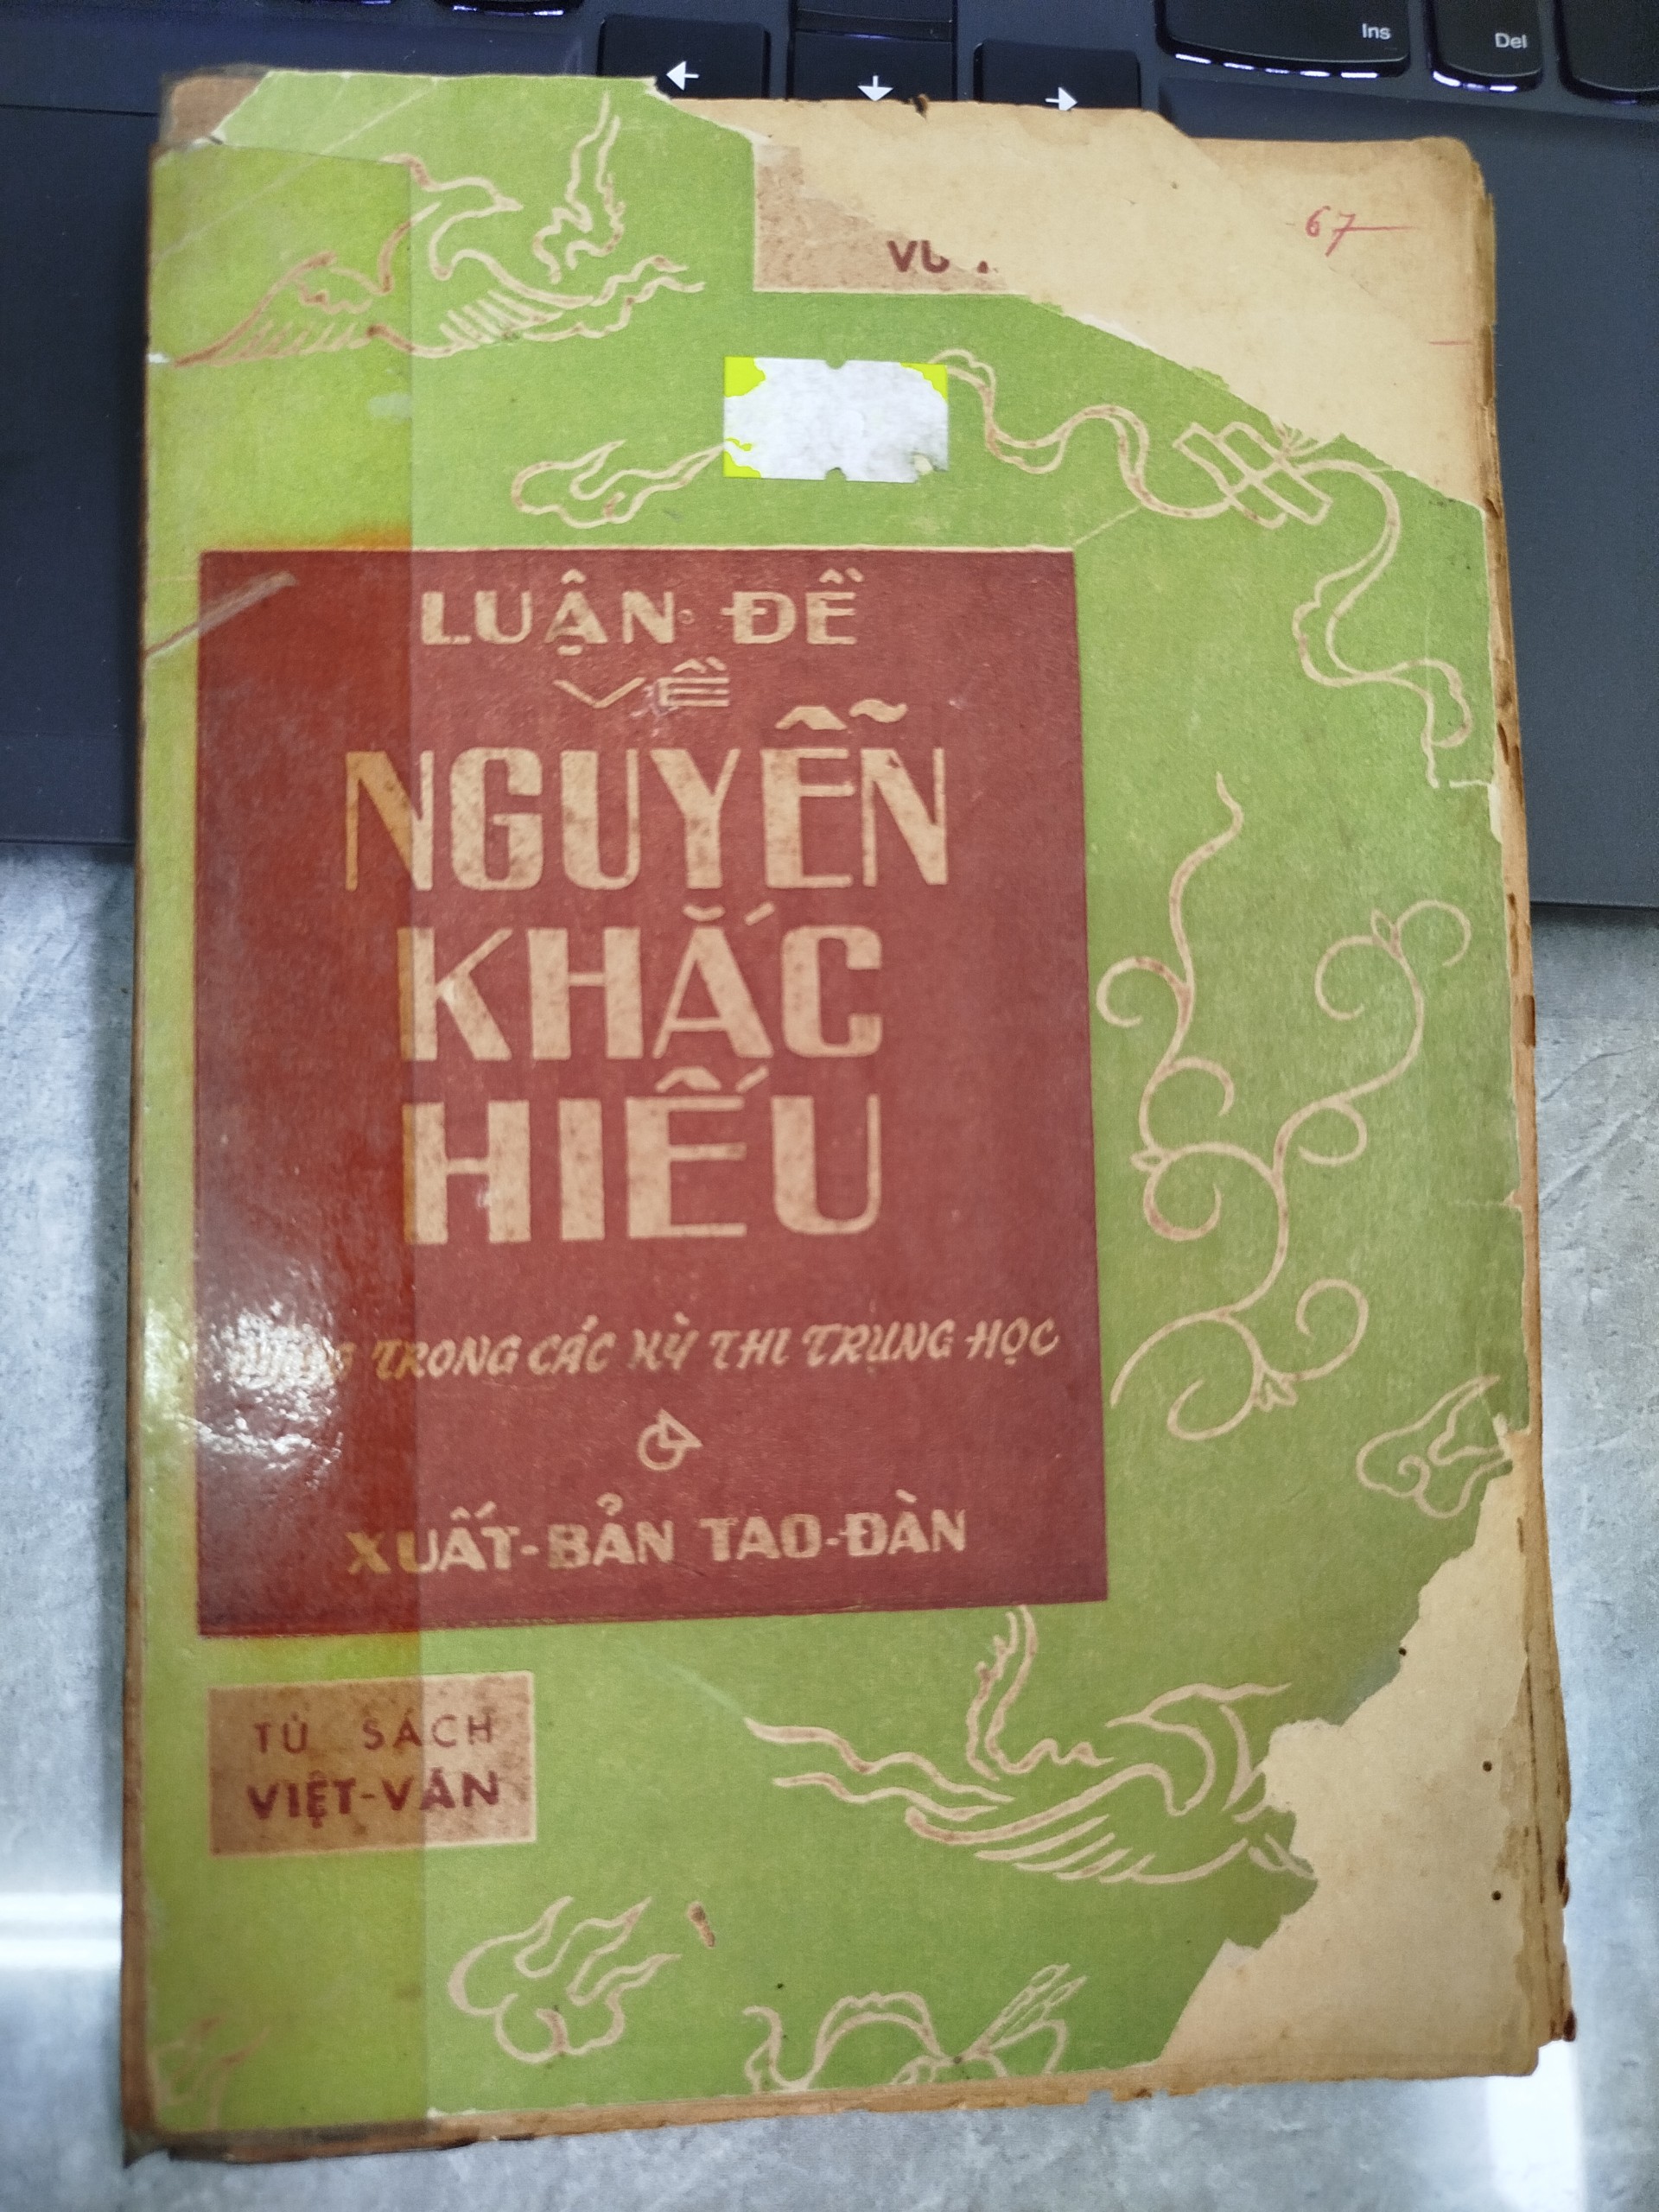 Ins
Del
67
LUẬN ĐỀ
VỀ
NGUYỄN
KHẮC
HIẾU
TRONG CÁC KỲ THI TRUNG HỌC
XUẤT-BẢN TAO-ĐÀN
TỦ SÁCH
VIỆT-VĂN